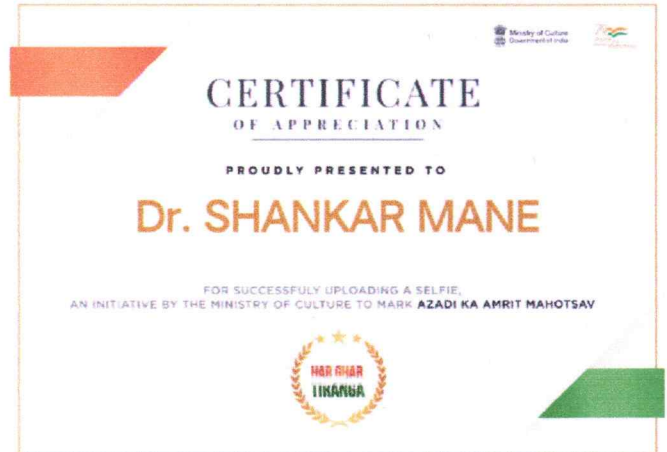 Ministry of Culture
Government of India
CERTIFICATE
OF APPRECIATION
PROUDLY PRESENTED TO
Dr. SHANKAR MANE
FOR SUCCESSFULY UPLOADING A SELFIE,
AN INITIATIVE BY THE MINISTRY OF CULTURE TO MARK AZADI KA AMRIT MAHOTSAV
HAR GHAR
TIRANGA